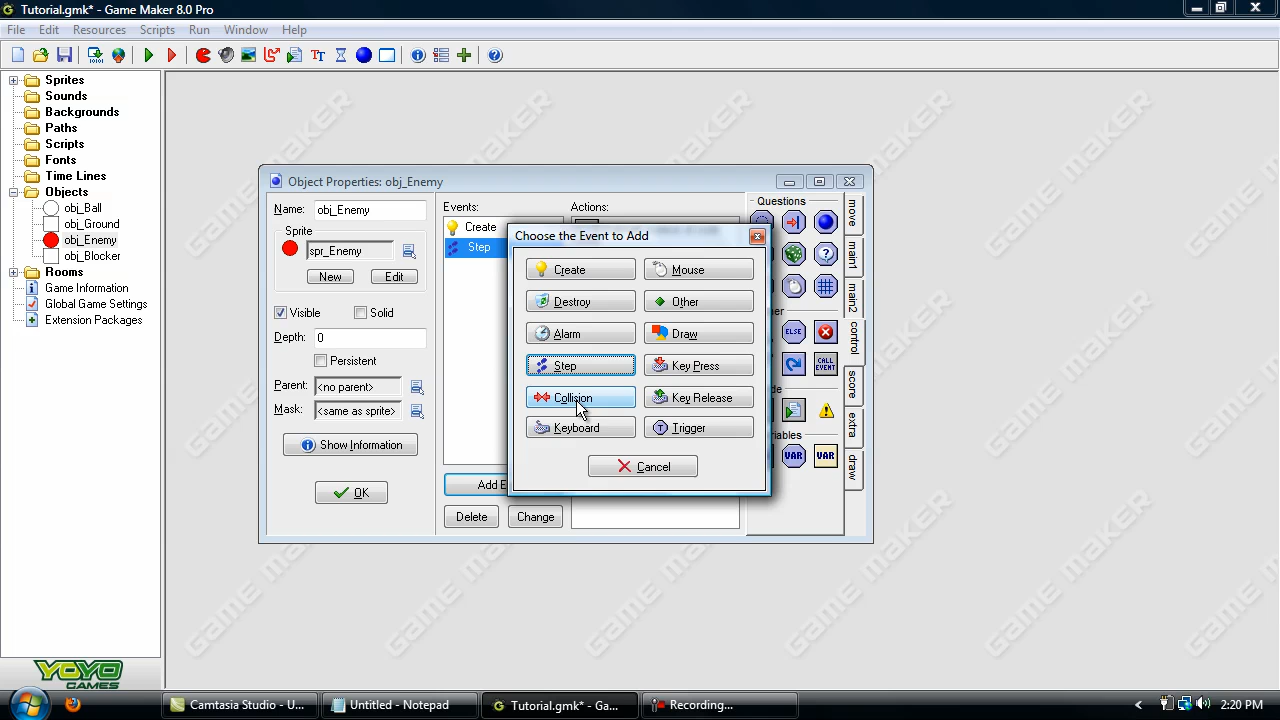 Tutorial.gmk* - Game Maker 8.0 Pro
File Edit Resources Scripts Run Window Help
Sprites
Sounds
Backgrounds
Paths
Scripts
Fonts
Time Lines
Objects
obj_Ball
obj_Ground
obj_Enemy
obj_Blocker
Rooms
Game Information
Global Game Settings
Extension Packages
YOYO
GAMES
Object Properties: obj_Enemy
Name: obj_Enemy
Sprite
spr_Enemy
New Edit
Visible Solid
Depth: 0
Persistent
Parent: <no parent>
Mask: <same as sprite>
Show Information
OK
Events:
Create
Step
Add E
Delete Change
Actions:
Choose the Event to Add
Create Mouse
Destroy Other
Alarm Draw
Step Key Press
Collision Key Release
Keyboard Trigger
Cancel
Questions
ELSE
CALL EVENT
VAR VAR
move
main1
main2
control
score
extra
draw
GAME MAKER
Camtasia Studio - U...
Untitled - Notepad
Tutorial.gmk* - Ga...
Recording...
2:20 PM